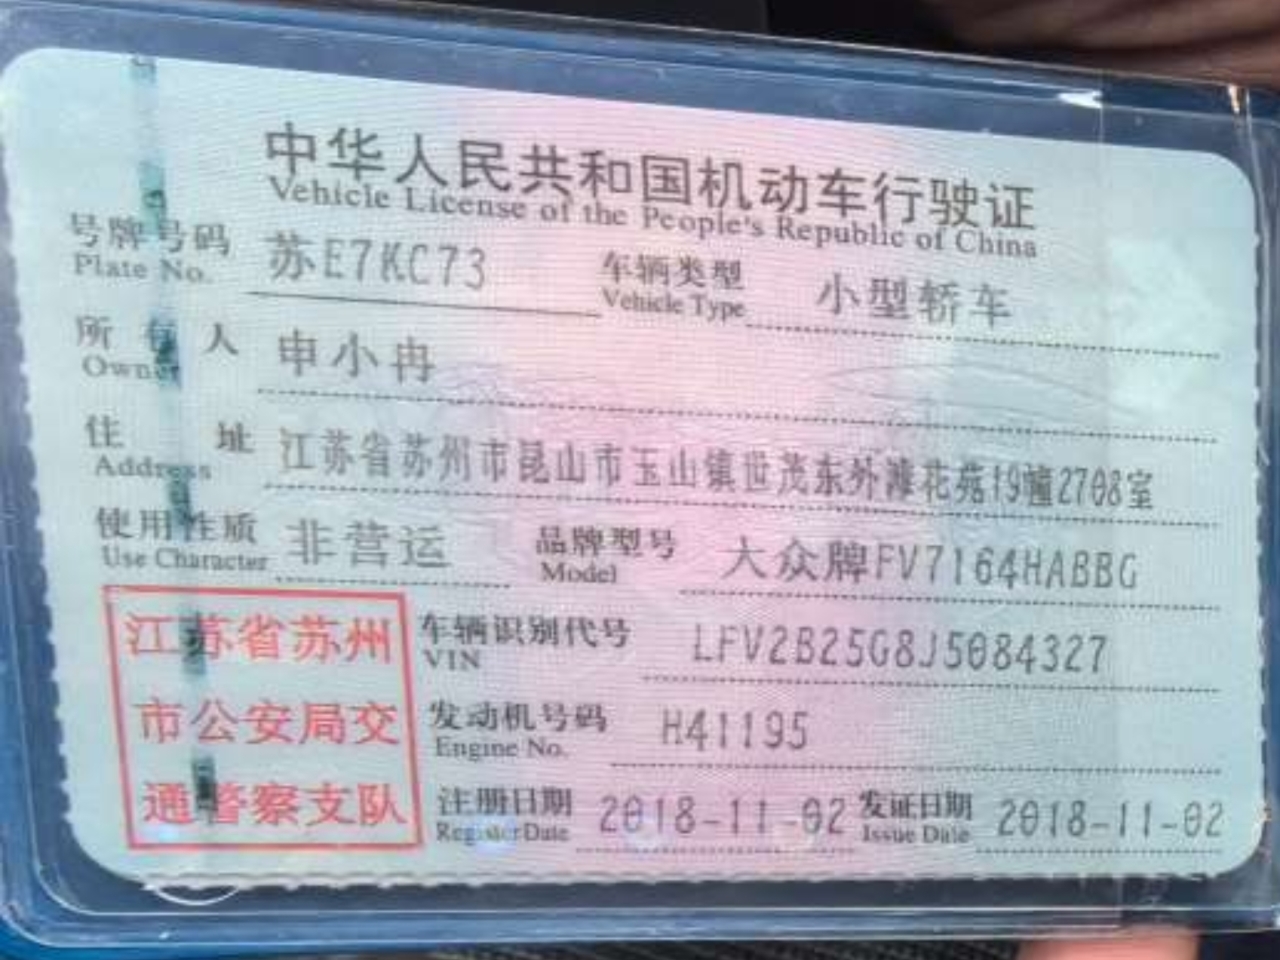 中华人民共和国机动车行驶证
Vehicle License of the People's Republic of China
号牌号码 苏E7KC73 车辆类型 小型轿车
Plate No. Vehicle Type
所有人 申小冉
Owner
住址 江苏省苏州市昆山市玉山镇世茂东外滩花苑19幢2708室
Address
使用性质 非营运 品牌型号 大众牌FV7164HABBG
Use Character Model
江苏省苏州
市公安局交
通警察支队
车辆识别代号 LFV2B25G8J5084327
VIN
发动机号码 H41195
Engine No.
注册日期 2018-11-02 发证日期 2018-11-02
Register Date Issue Date